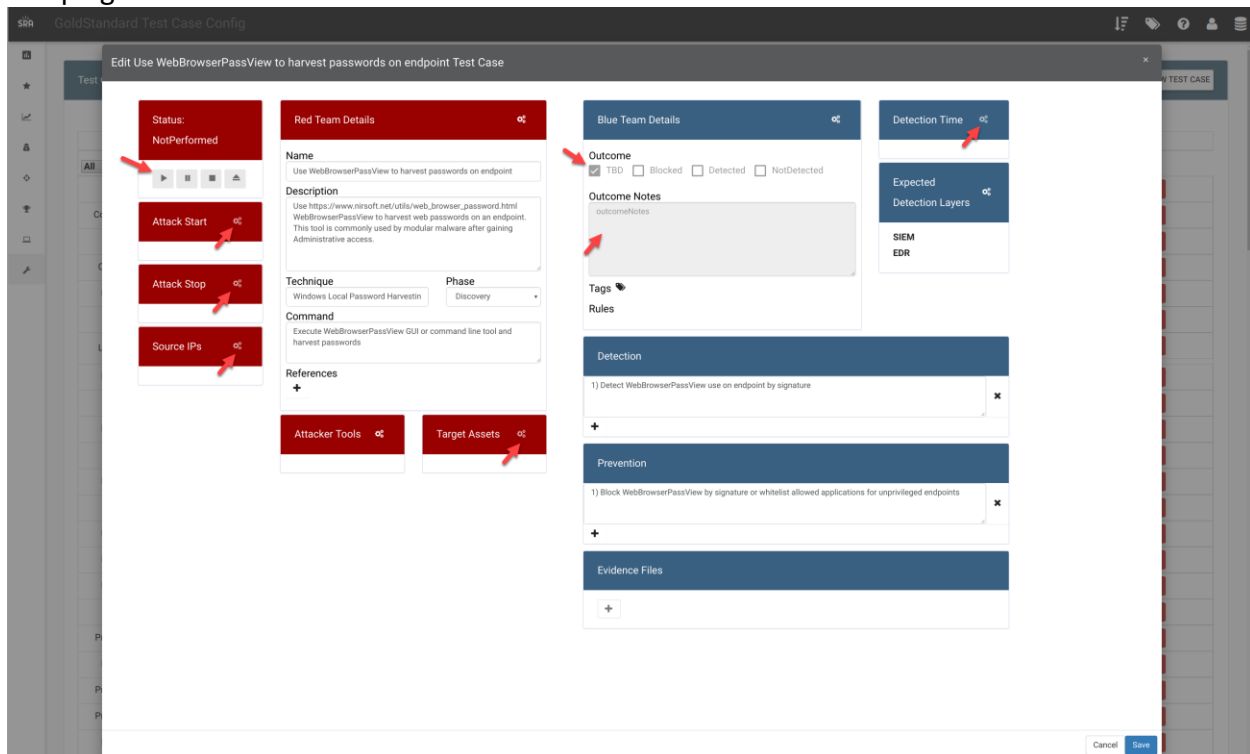 SRA GoldStandard Test Case Config
Edit Use WebBrowserPassView to harvest passwords on endpoint Test Case
×
Test
TEST CASE
All
Status:
NotPerformed
Attack Start
Attack Stop
Source IPs
Red Team Details
Name
Use WebBrowserPassView to harvest passwords on endpoint
Description
Use https://www.nirsoft.net/utils/web_browser_password.html
WebBrowserPassView to harvest web passwords on an endpoint.
This tool is commonly used by modular malware after gaining
Administrative access.
Technique Phase
Windows Local Password Harvestin Discovery
Command
Execute WebBrowserPassView GUI or command line tool and
harvest passwords
References
+
Attacker Tools
Target Assets
Blue Team Details
Outcome
TBD Blocked Detected NotDetected
Outcome Notes
outcomeNotes
Tags
Rules
Detection Time
Expected
Detection Layers
SIEM
EDR
Detection
1) Detect WebBrowserPassView use on endpoint by signature
+
Prevention
1) Block WebBrowserPassView by signature or whitelist allowed applications for unprivileged endpoints
+
Evidence Files
+
Cancel Save